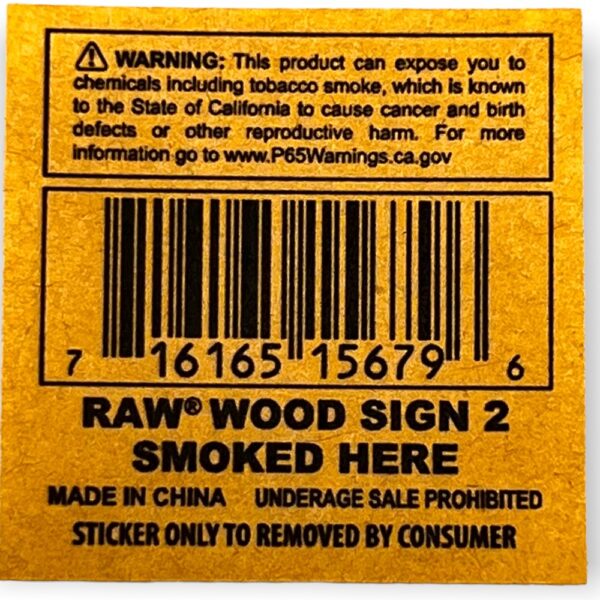 ⚠ WARNING: This product can expose you to
chemicals including tobacco smoke, which is known
to the State of California to cause cancer and birth
defects or other reproductive harm. For more
information go to www.P65Warnings.ca.gov
7 16165 15679 6
RAW® WOOD SIGN 2
SMOKED HERE
MADE IN CHINA UNDERAGE SALE PROHIBITED
STICKER ONLY TO REMOVED BY CONSUMER